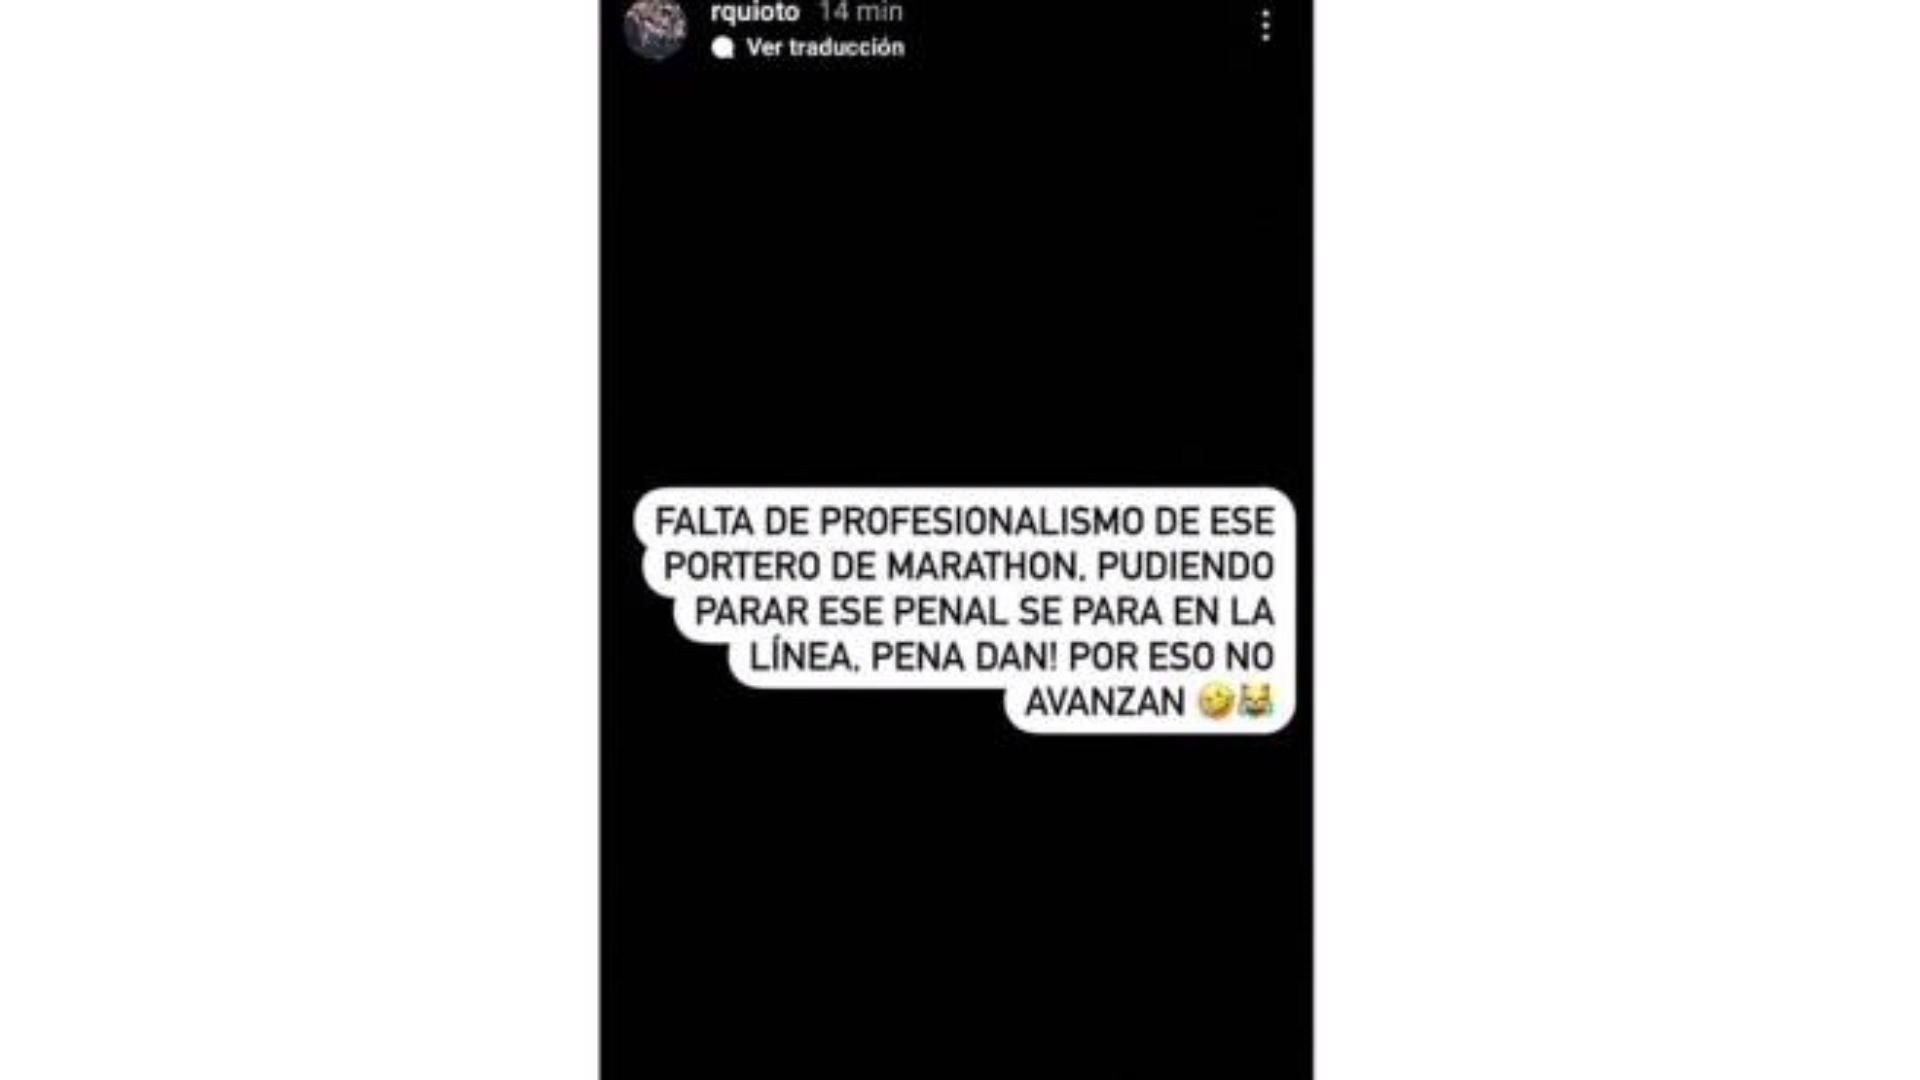 rquioto 14 min
Ver traducción
FALTA DE PROFESIONALISMO DE ESE
PORTERO DE MARATHON, PUDIENDO
PARAR ESE PENAL SE PARA EN LA
LÍNEA, PENA DAN! POR ESO NO
AVANZAN 🤣😹